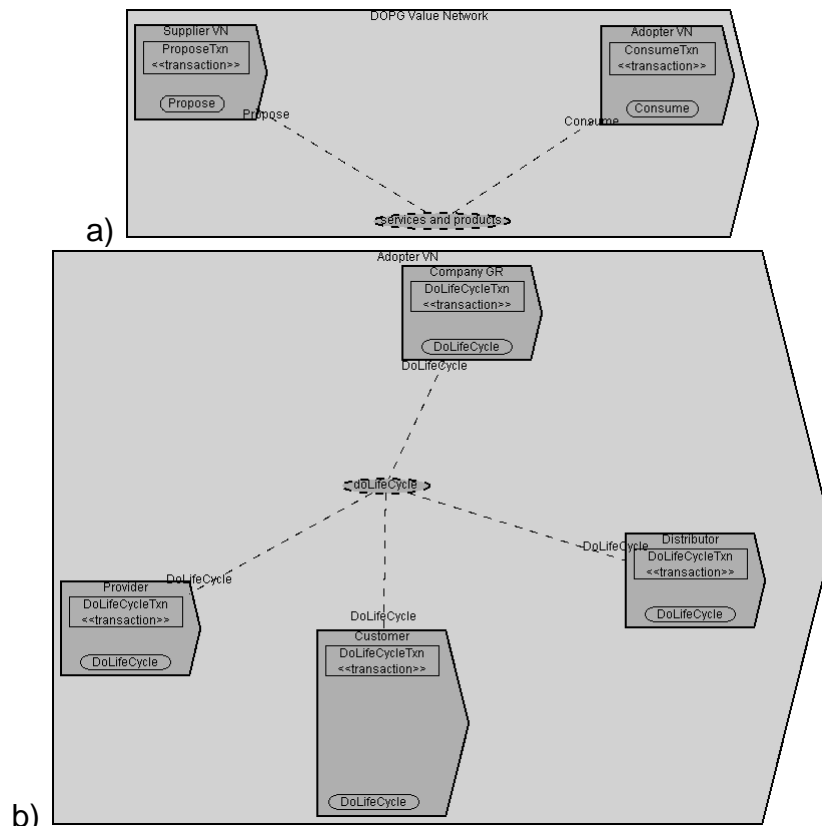 DOPG Value Network
Supplier VN
ProposeTxn
<<transaction>>
Propose
Propose
Adopter VN
ConsumeTxn
<<transaction>>
Consume
Consume
services and products
a)
Adopter VN
Company GR
DoLifeCycleTxn
<<transaction>>
DoLifeCycle
DoLifeCycle
doLifeCycle
DoLifeCycle
Distributor
DoLifeCycleTxn
<<transaction>>
DoLifeCycle
DoLifeCycle
Provider
DoLifeCycleTxn
<<transaction>>
DoLifeCycle
DoLifeCycle
Customer
DoLifeCycleTxn
<<transaction>>
DoLifeCycle
b)